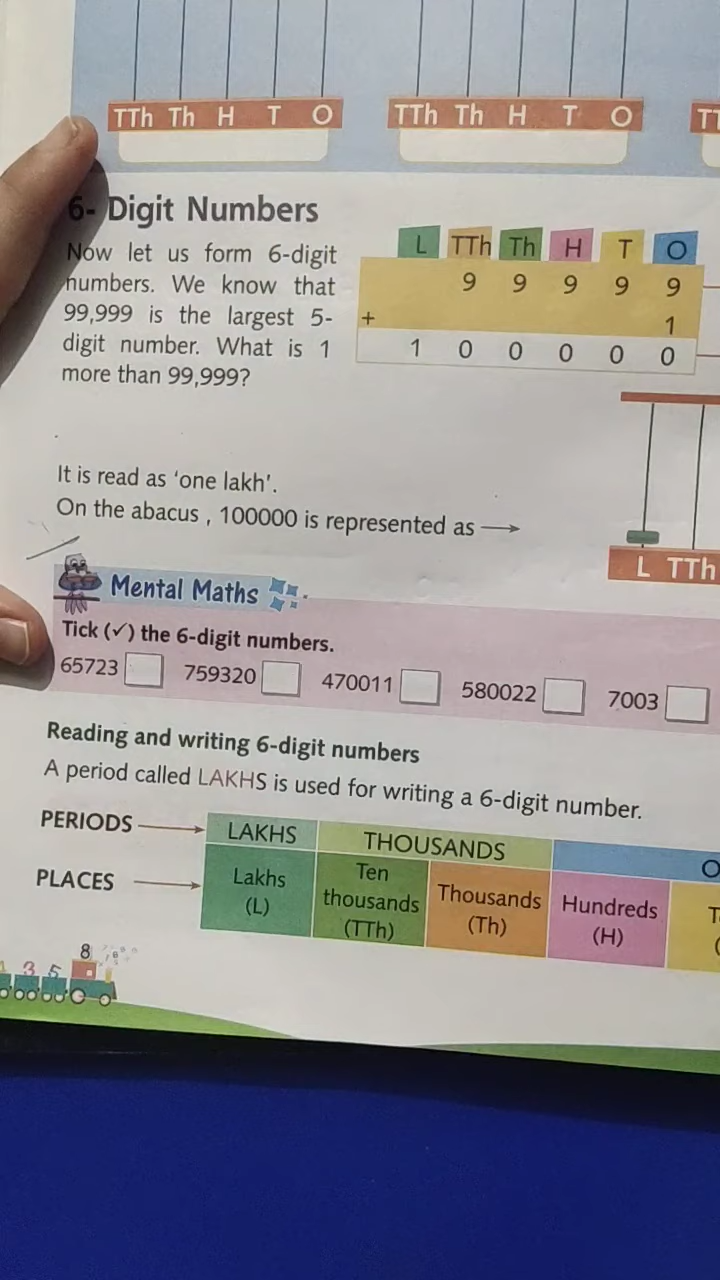 TTh Th H T O
TTh Th H T O
6- Digit Numbers
Now let us form 6-digit
numbers. We know that
99,999 is the largest 5-
digit number. What is 1
more than 99,999?
L TTh Th H T O
9 9 9 9 9
+ 1
1 0 0 0 0 0
It is read as ‘one lakh’.
On the abacus , 100000 is represented as
L TTh
Mental Maths
Tick (✓) the 6-digit numbers.
65723 759320 470011 580022 7003
Reading and writing 6-digit numbers
A period called LAKHS is used for writing a 6-digit number.
PERIODS LAKHS THOUSANDS
PLACES Lakhs (L) Ten thousands (TTh) Thousands (Th) Hundreds (H)
3 5 8